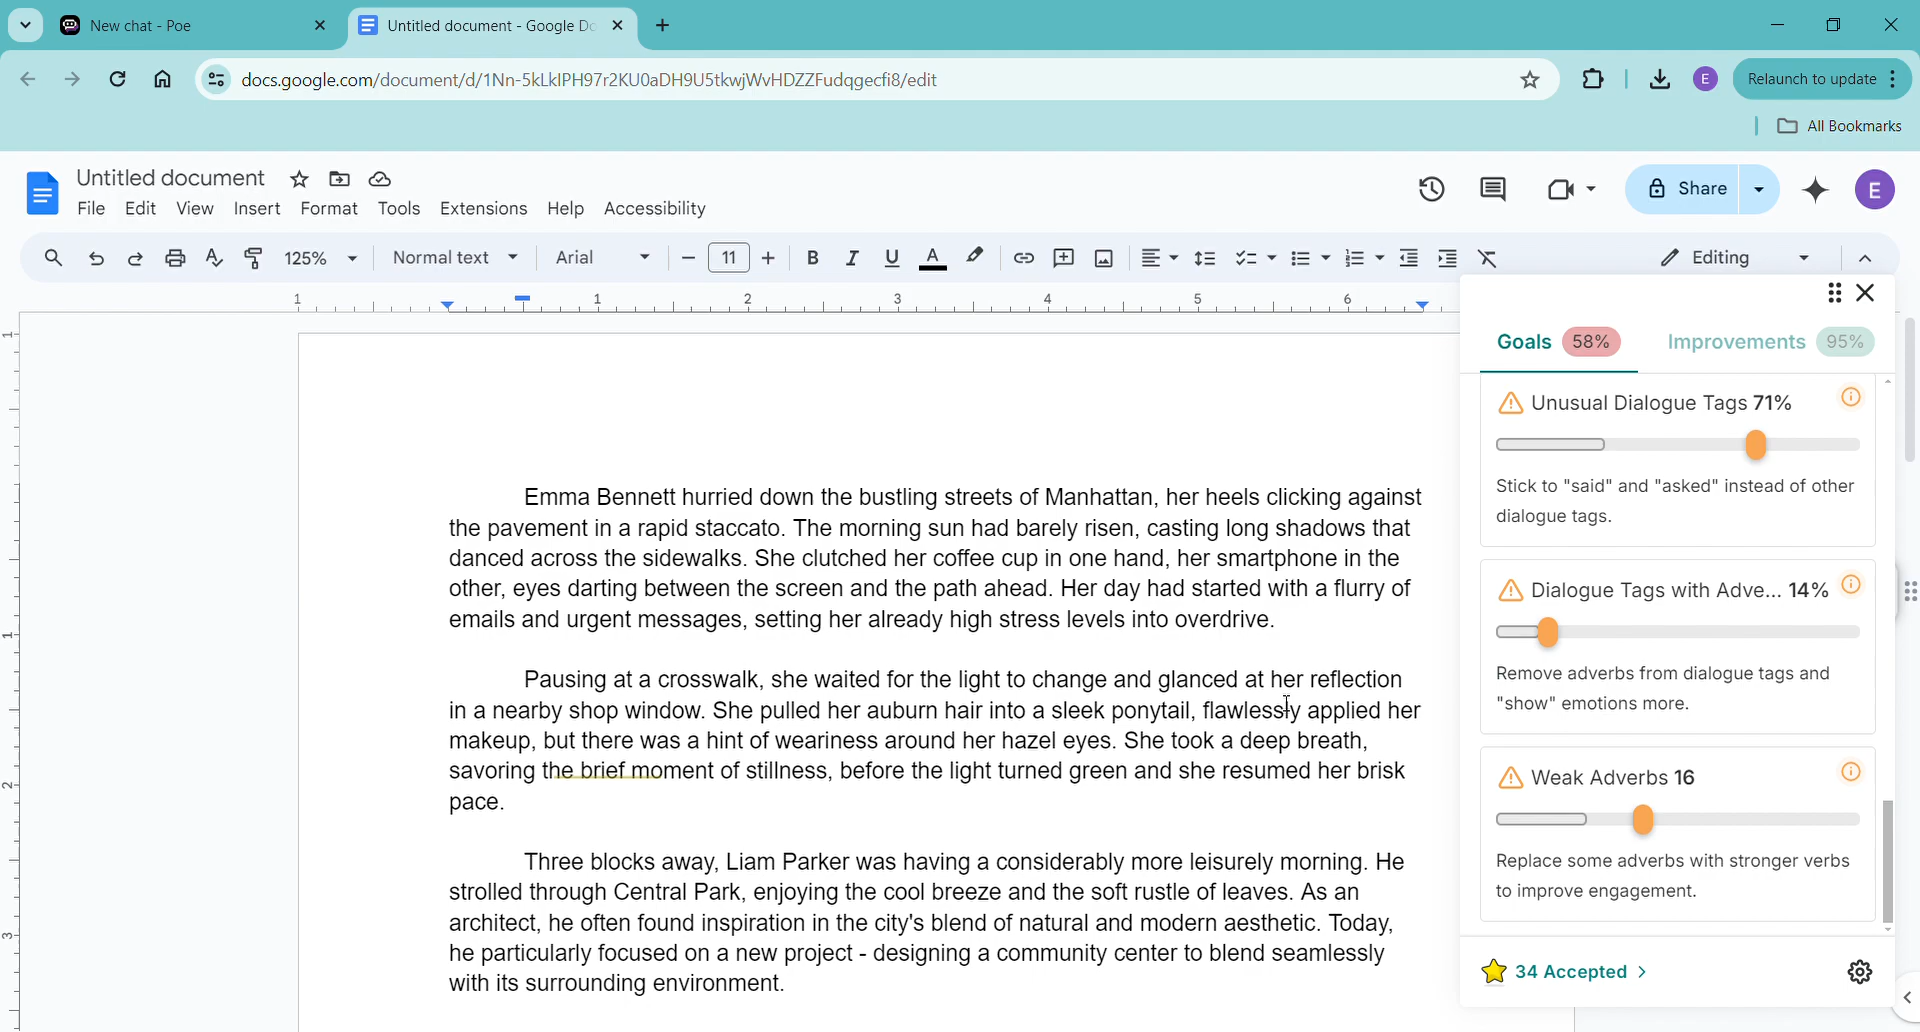 New chat - Poe
Untitled document - Google Do
docs.google.com/document/d/1Nn-5kLkIPH97r2KU0aDH9U5tkwjWvHDZZFudqgecfi8/edit
E
Relaunch to update
All Bookmarks
Untitled document
File Edit View Insert Format Tools Extensions Help Accessibility
Share
E
125% Normal text Arial 11 B I U A Editing
1 1 2 3 4 5 6
Goals 58% Improvements 95%
Unusual Dialogue Tags 71%
Stick to "said" and "asked" instead of other
dialogue tags.
Dialogue Tags with Adve... 14%
Remove adverbs from dialogue tags and
"show" emotions more.
Weak Adverbs 16
Replace some adverbs with stronger verbs
to improve engagement.
34 Accepted >
1
1
2
3
Emma Bennett hurried down the bustling streets of Manhattan, her heels clicking against
the pavement in a rapid staccato. The morning sun had barely risen, casting long shadows that
danced across the sidewalks. She clutched her coffee cup in one hand, her smartphone in the
other, eyes darting between the screen and the path ahead. Her day had started with a flurry of
emails and urgent messages, setting her already high stress levels into overdrive.
Pausing at a crosswalk, she waited for the light to change and glanced at her reflection
in a nearby shop window. She pulled her auburn hair into a sleek ponytail, flawlessly applied her
makeup, but there was a hint of weariness around her hazel eyes. She took a deep breath,
savoring the brief moment of stillness, before the light turned green and she resumed her brisk
pace.
Three blocks away, Liam Parker was having a considerably more leisurely morning. He
strolled through Central Park, enjoying the cool breeze and the soft rustle of leaves. As an
architect, he often found inspiration in the city's blend of natural and modern aesthetic. Today,
he particularly focused on a new project - designing a community center to blend seamlessly
with its surrounding environment.